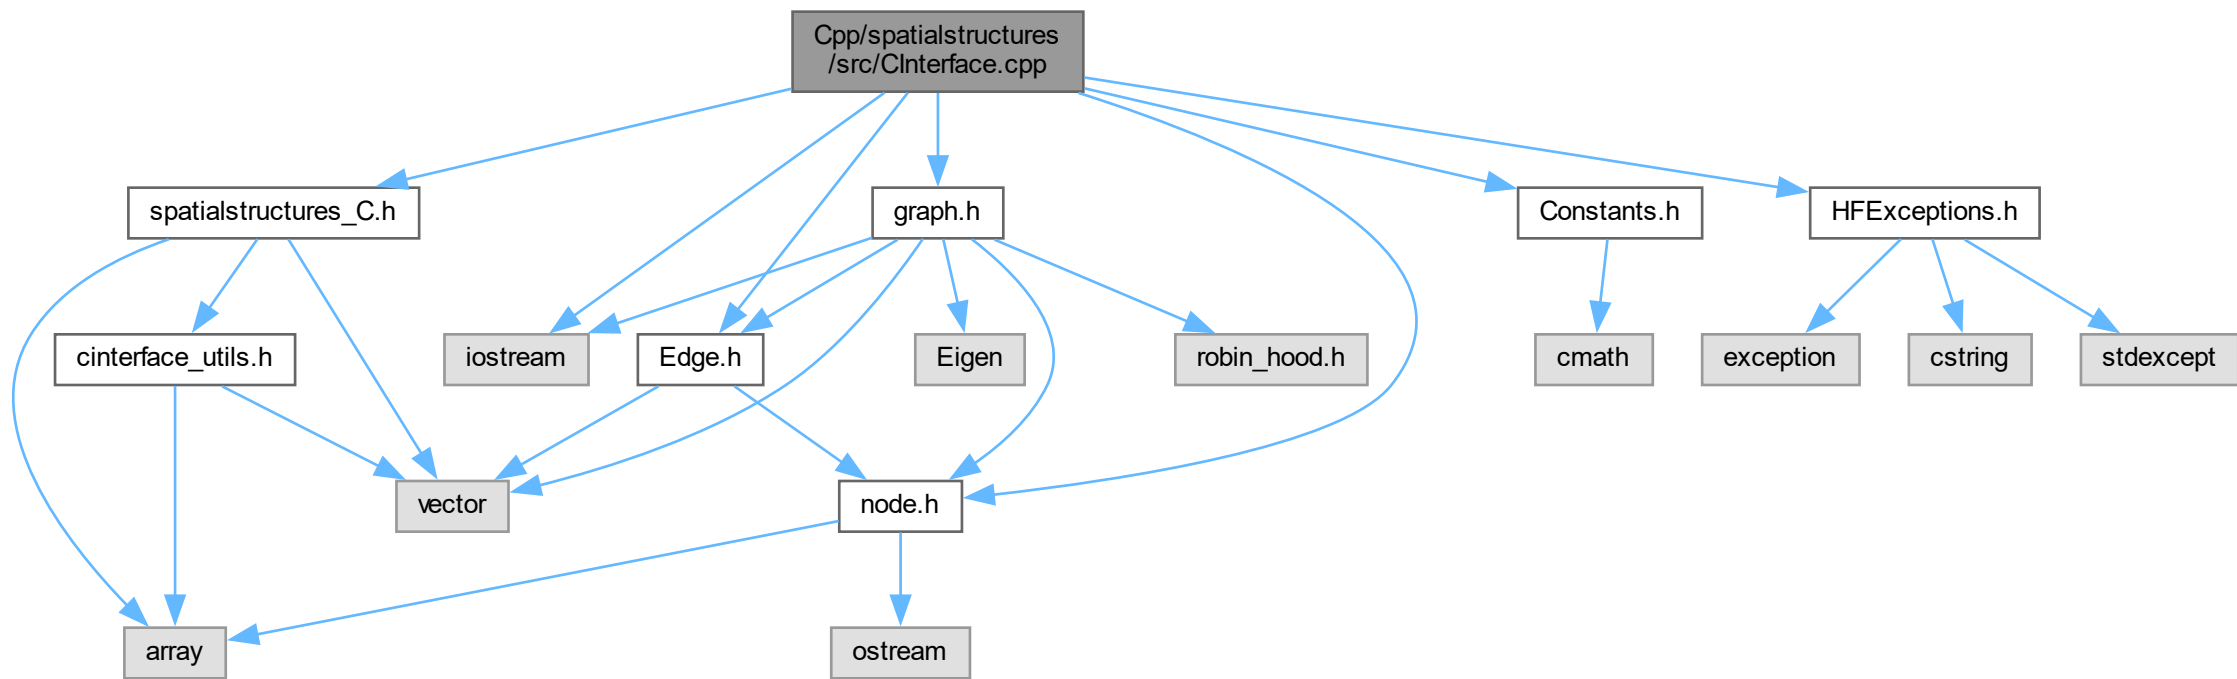 Cpp/spatialstructures
/src/CInterface.cpp
spatialstructures_C.h
graph.h
Constants.h
HFExceptions.h
cinterface_utils.h
iostream
Edge.h
Eigen
robin_hood.h
cmath
exception
cstring
stdexcept
vector
node.h
array
ostream